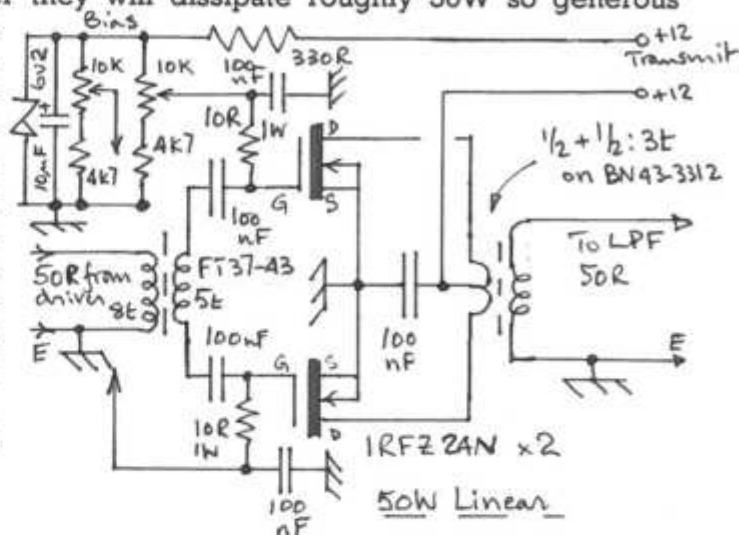 they will dissipate roughly 50W so generous
Bias
+12
Transmit
330R
+12
6V2
10K
10K
100
nF
10R
1W
D
10µF
4K7
4K7
G
S
1/2 + 1/2 : 3t
on BN43-3312
100
nF
50R from
driver
8t
FT37-43
5t
To LPF
50R
E
100nF
G
S
100
nF
E
10R
1W
D
IRFZ24N x2
100
nF
50W Linear